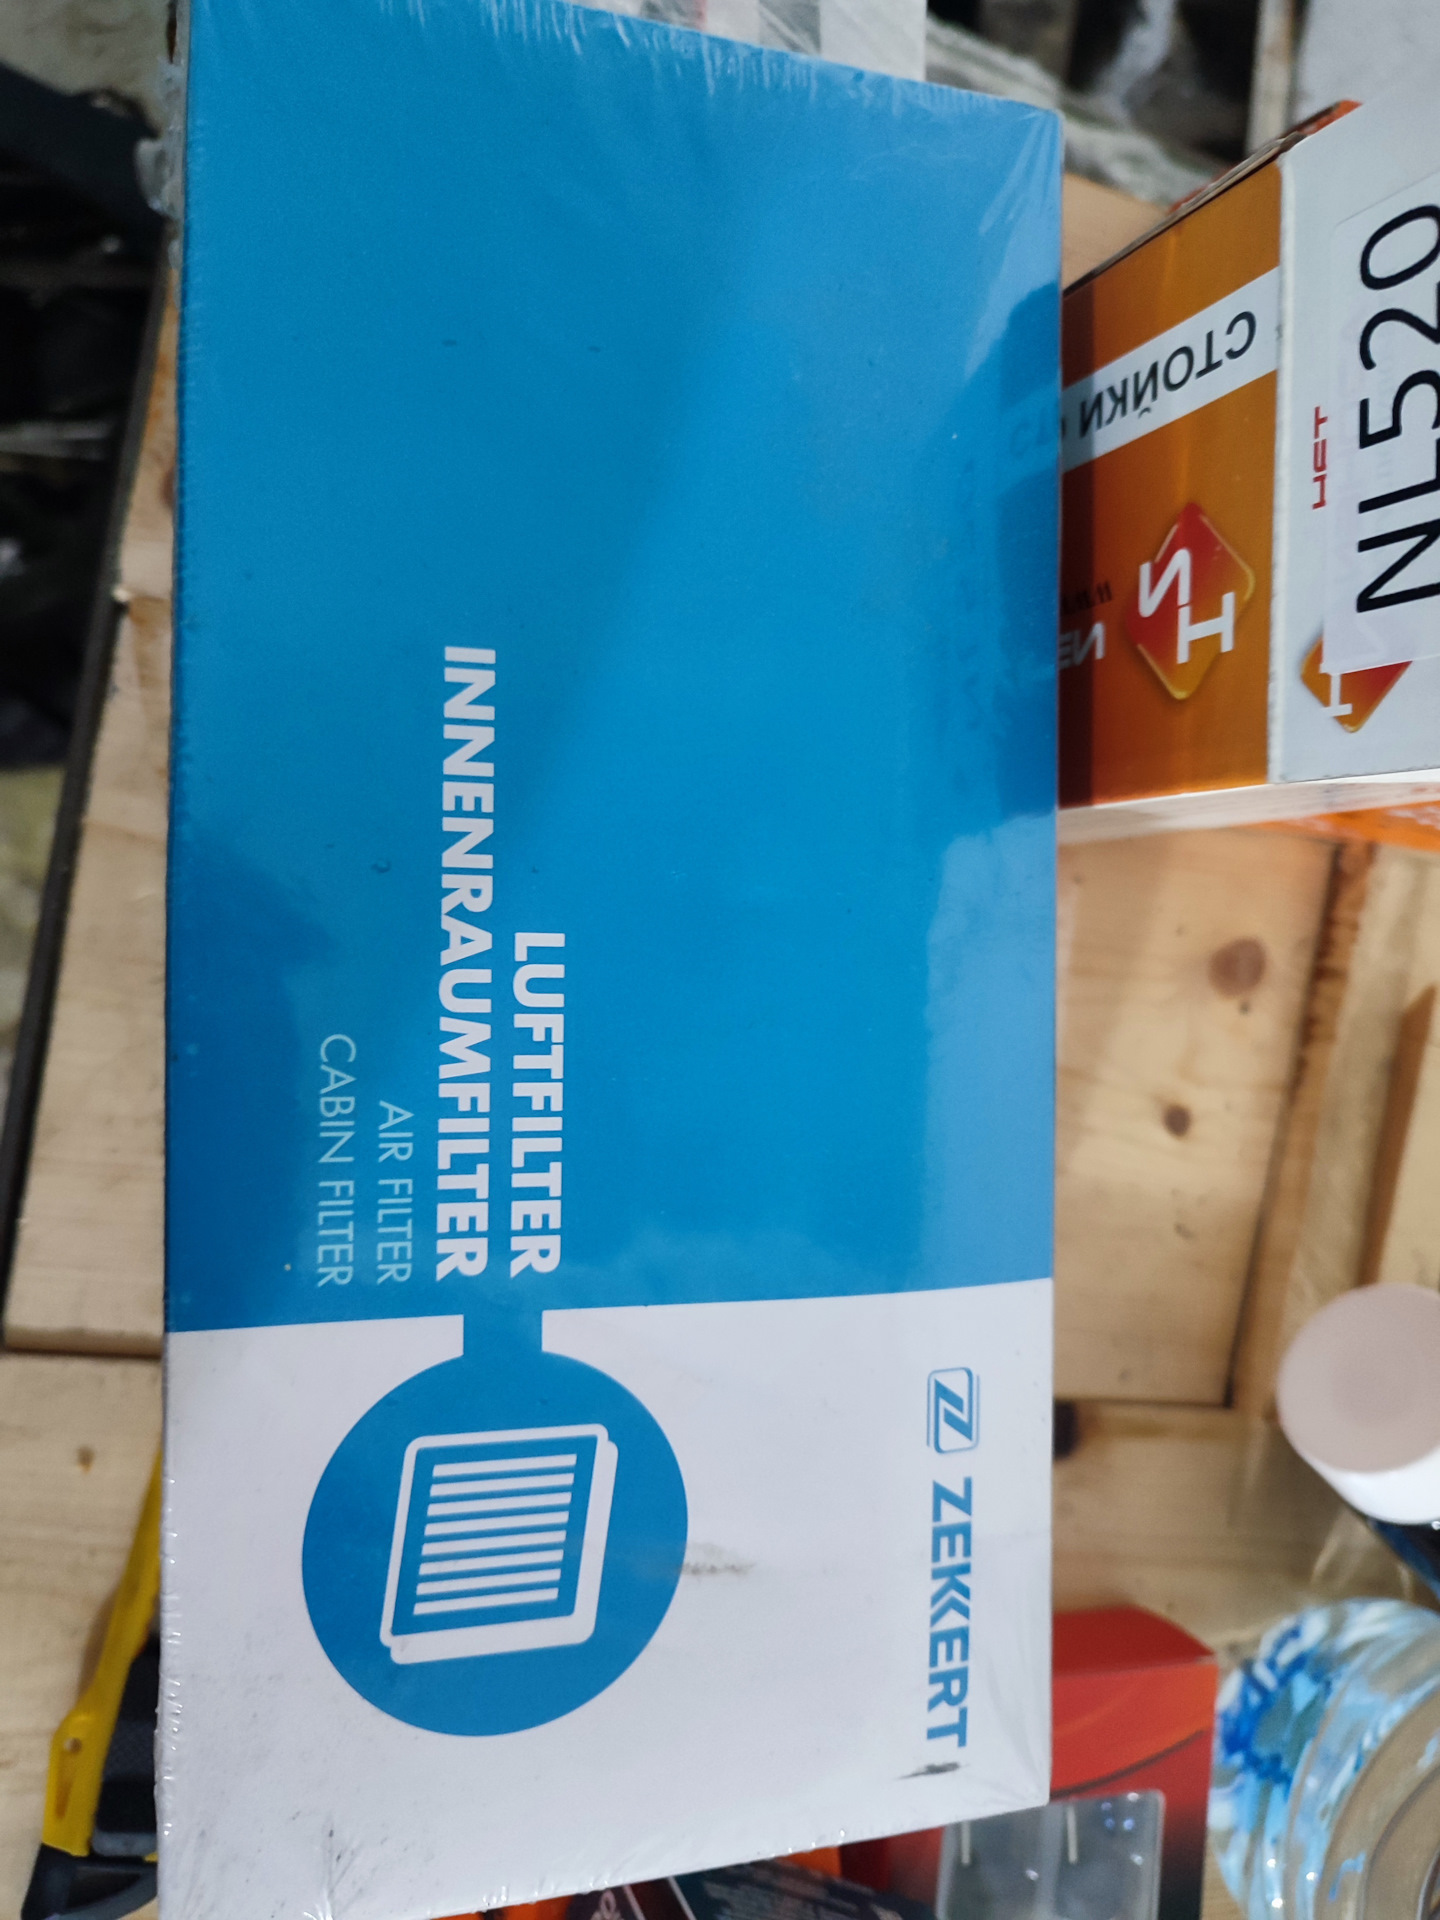 ZEKKERT
LUFTFILTER
INNENRAUMFILTER
AIR FILTER
CABIN FILTER
СТОЙКИ
NL520